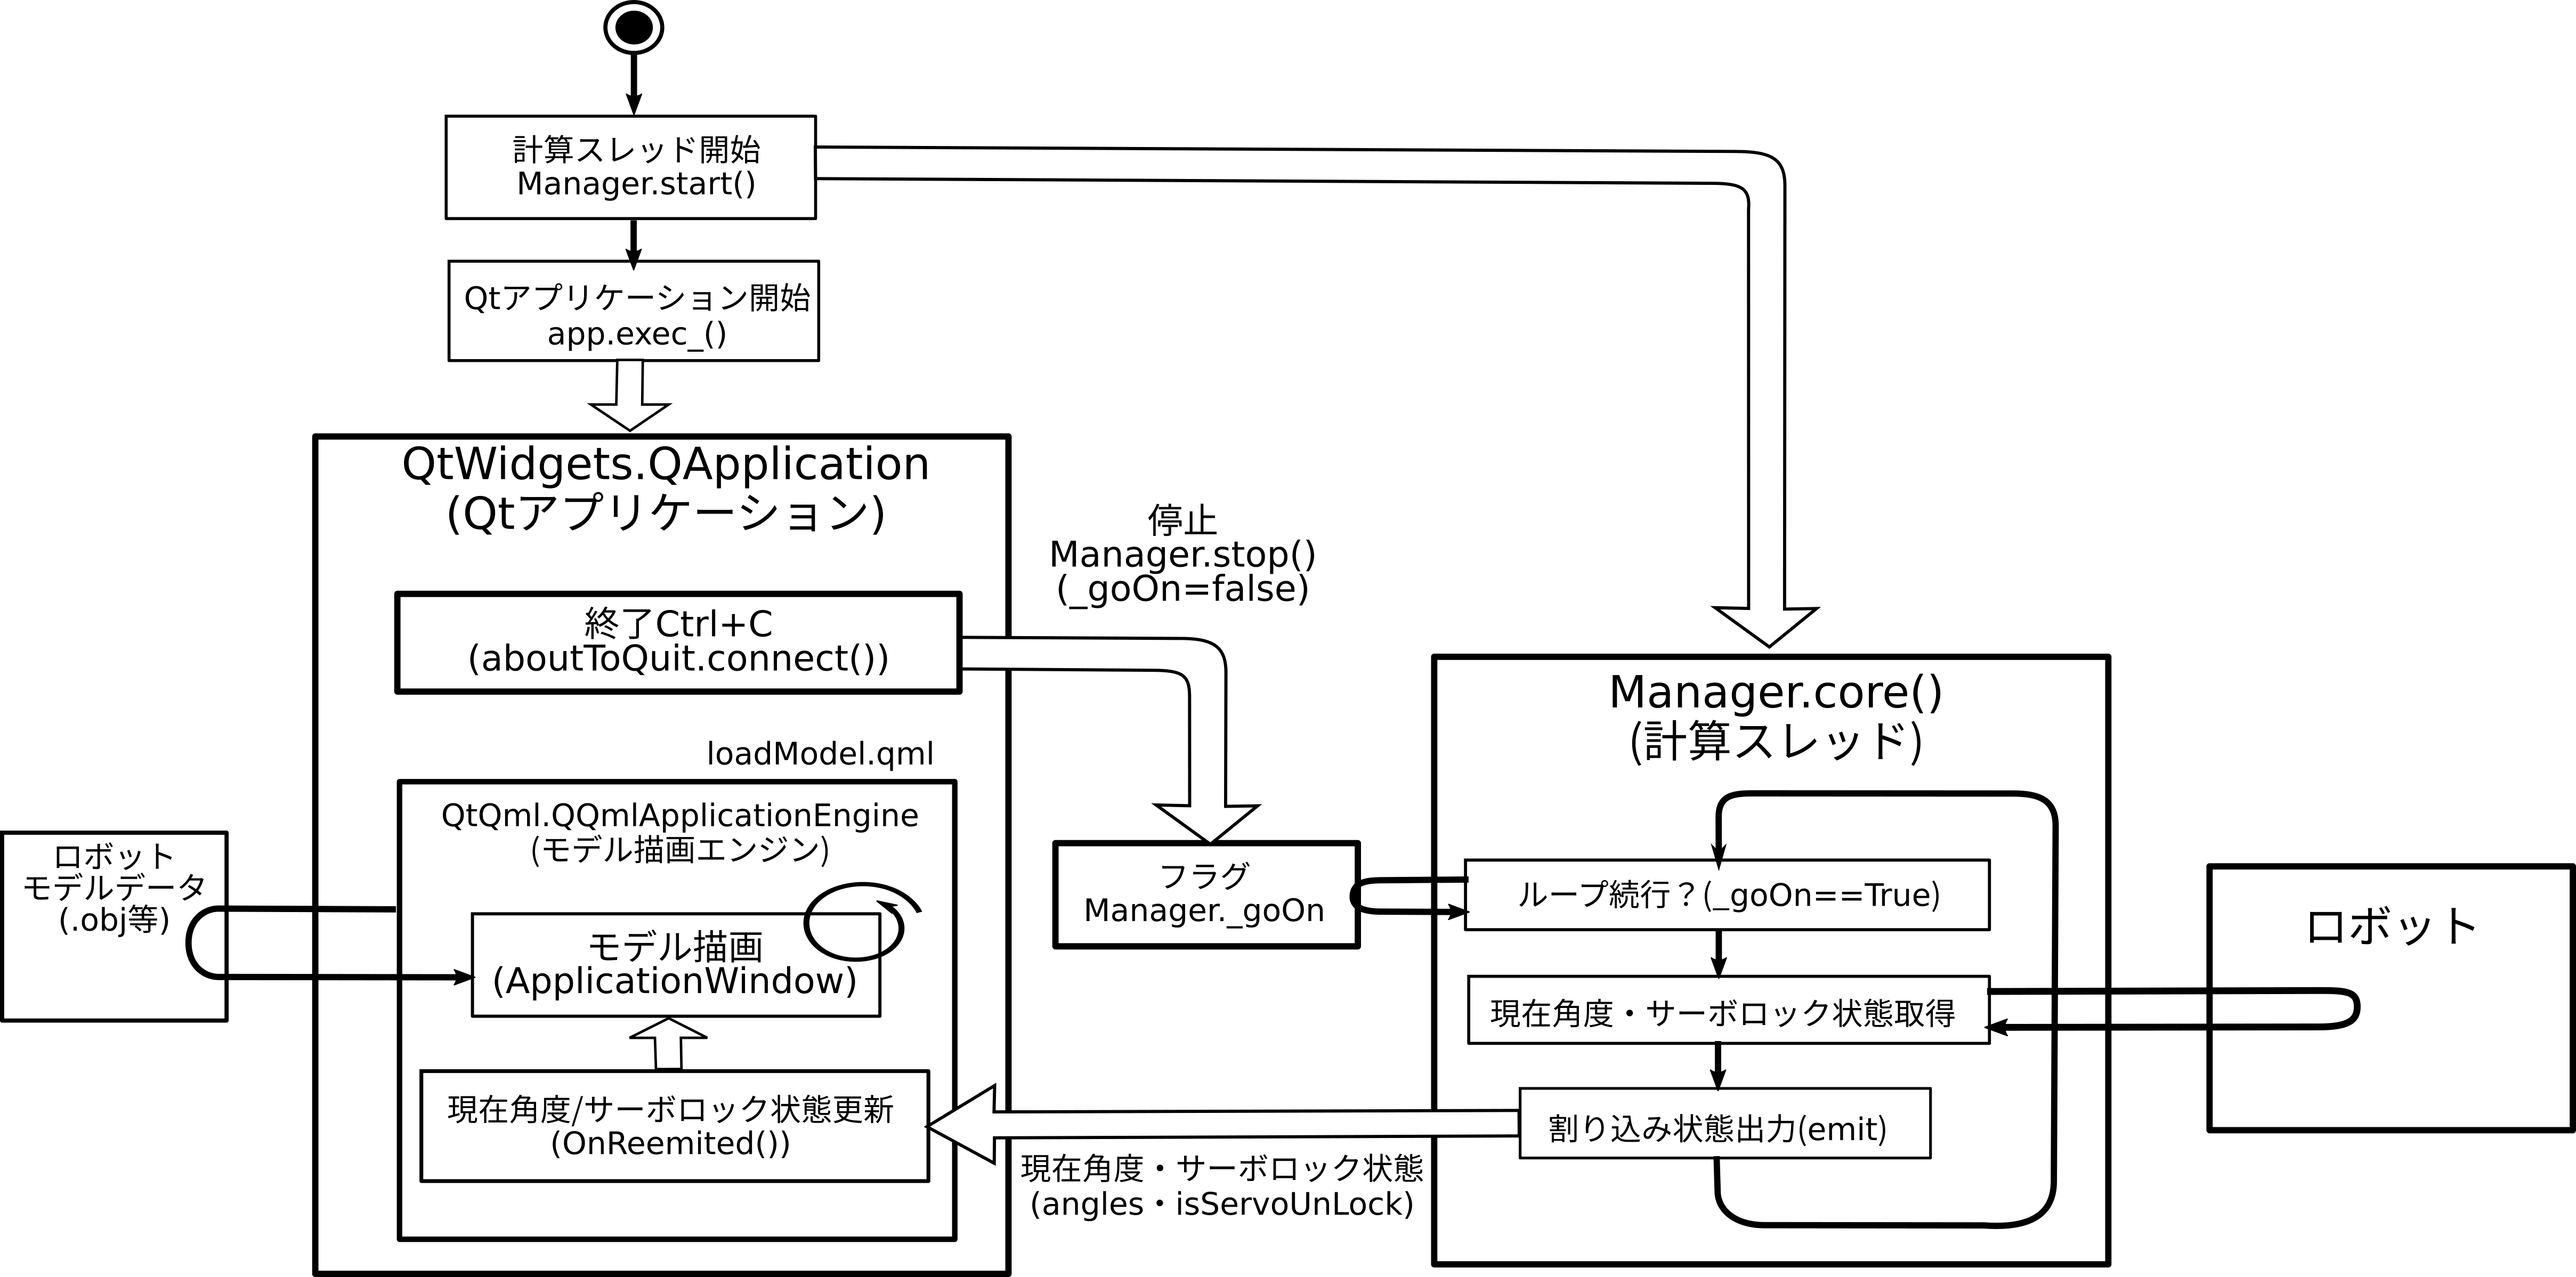 計算スレッド開始
Manager.start()
Qtアプリケーション開始
app.exec_()
QtWidgets.QApplication
(Qtアプリケーション)
終了Ctrl+C
(aboutToQuit.connect())
停止
Manager.stop()
(_goOn=false)
loadModel.qml
QtQml.QQmlApplicationEngine
(モデル描画エンジン)
ロボット
モデルデータ
(.obj等)
モデル描画
(ApplicationWindow)
現在角度/サーボロック状態更新
(OnReemited())
フラグ
Manager._goOn
Manager.core()
(計算スレッド)
ループ続行？(_goOn==True)
現在角度・サーボロック状態取得
割り込み状態出力(emit)
現在角度・サーボロック状態
(angles・isServoUnLock)
ロボット